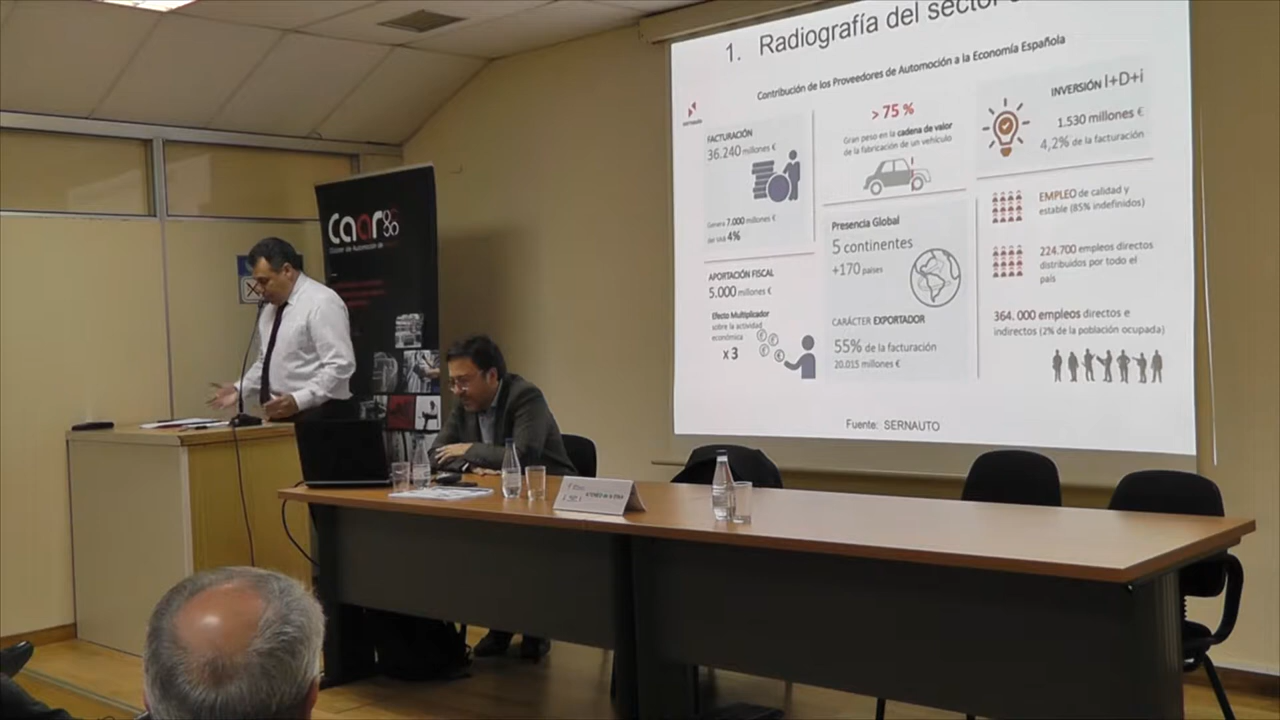 1. Radiografía del sector
Contribución de los Proveedores de Automoción a la Economía Española
FACTURACIÓN
36.240 millones €
Genera 7.000 millones €
del VAB 4%
APORTACIÓN FISCAL
5.000 millones €
Efecto Multiplicador
sobre la actividad
económica
x 3
> 75 %
Gran peso en la cadena de valor
de la fabricación de un vehículo
Presencia Global
5 continentes
+170 países
CARÁCTER EXPORTADOR
55% de la facturación
20.015 millones €
INVERSIÓN I+D+i
1.530 millones €
4,2% de la facturación
EMPLEO de calidad y
estable (85% indefinidos)
224.700 empleos directos
distribuidos por todo el
país
364.000 empleos directos e
indirectos (2% de la población ocupada)
Fuente: SERNAUTO
caar
Clúster de Automoción de